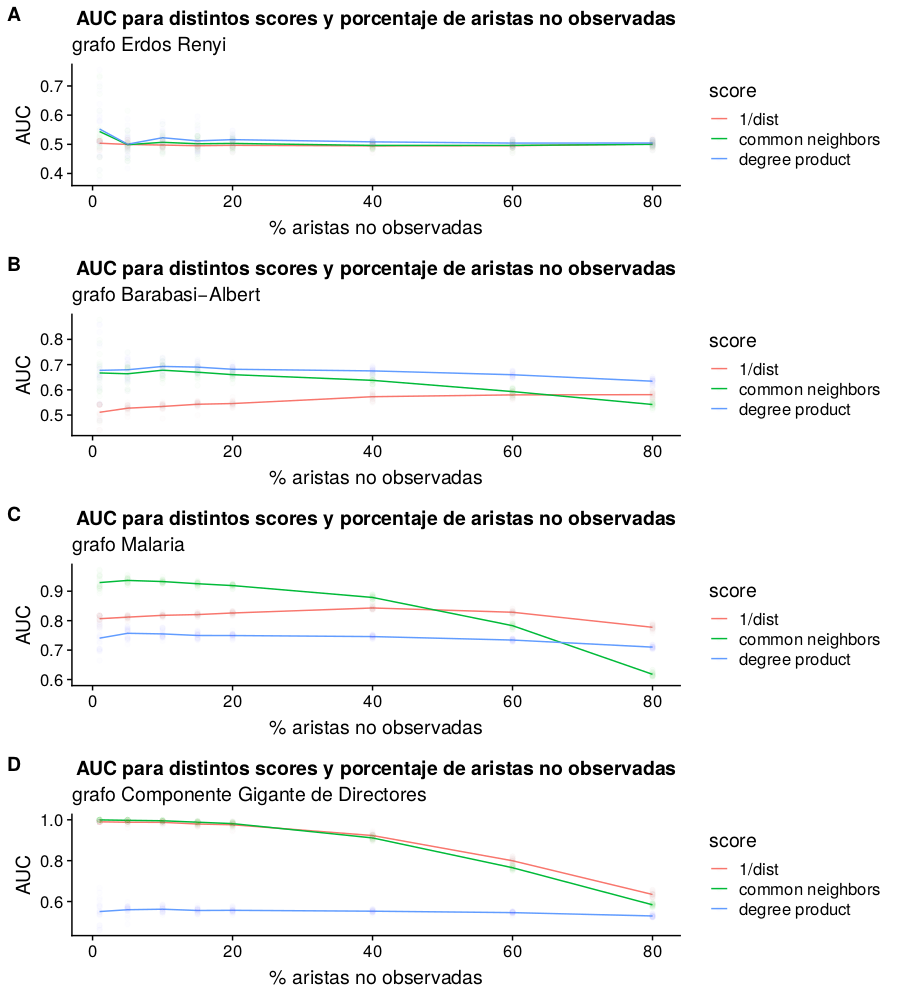 A
AUC para distintos scores y porcentaje de aristas no observadas
grafo Erdos Renyi
AUC
0.7
0.6
0.5
0.4
0 20 40 60 80
% aristas no observadas
score
1/dist
common neighbors
degree product
B
AUC para distintos scores y porcentaje de aristas no observadas
grafo Barabasi−Albert
AUC
0.8
0.7
0.6
0.5
0 20 40 60 80
% aristas no observadas
score
1/dist
common neighbors
degree product
C
AUC para distintos scores y porcentaje de aristas no observadas
grafo Malaria
AUC
0.9
0.8
0.7
0.6
0 20 40 60 80
% aristas no observadas
score
1/dist
common neighbors
degree product
D
AUC para distintos scores y porcentaje de aristas no observadas
grafo Componente Gigante de Directores
AUC
1.0
0.8
0.6
0 20 40 60 80
% aristas no observadas
score
1/dist
common neighbors
degree product